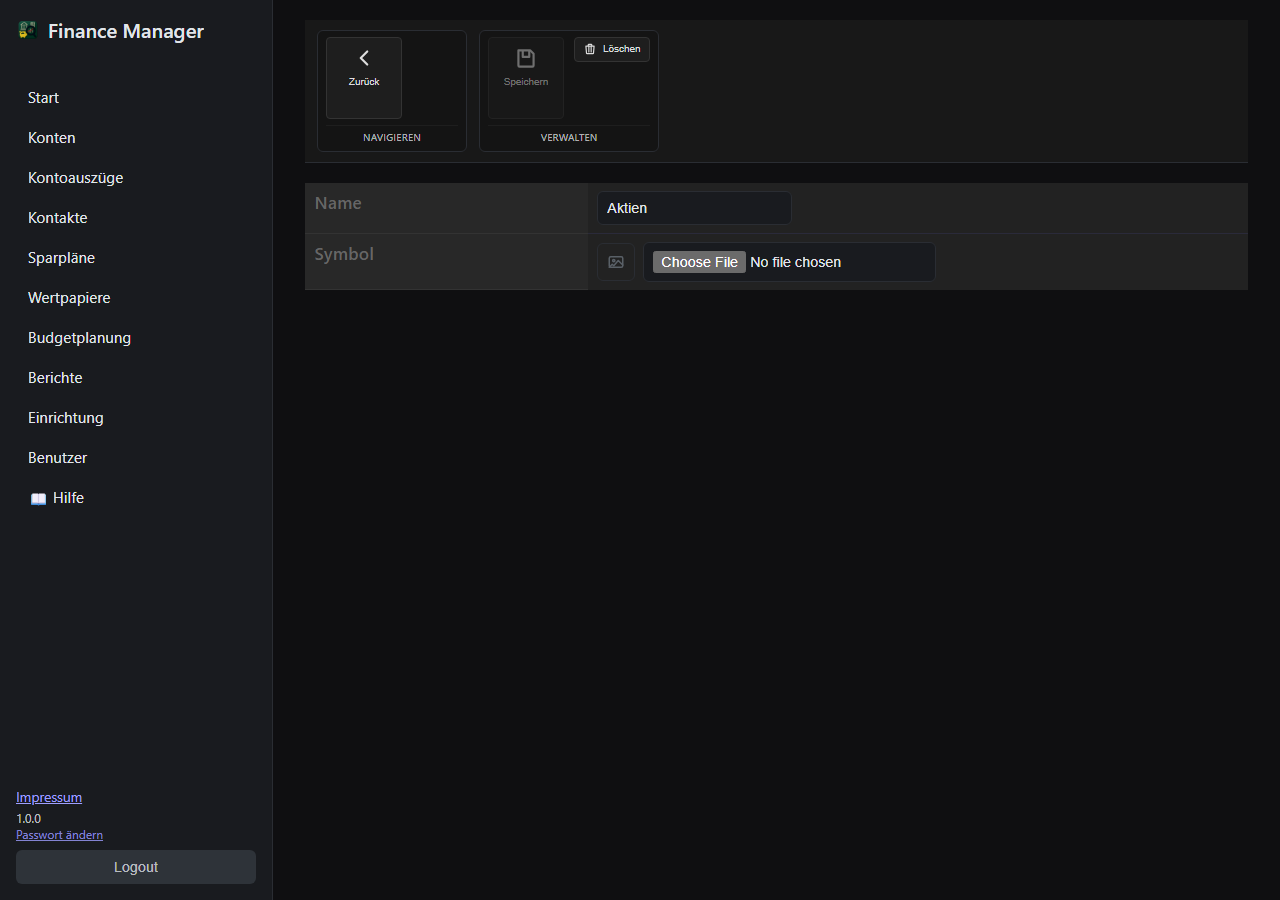 Finance Manager
Start
Konten
Kontoauszüge
Kontakte
Sparpläne
Wertpapiere
Budgetplanung
Berichte
Einrichtung
Benutzer
Hilfe
Impressum
1.0.0
Passwort ändern
Logout
Zurück
NAVIGIEREN
Speichern
Löschen
VERWALTEN
Name
Aktien
Symbol
Choose File No file chosen